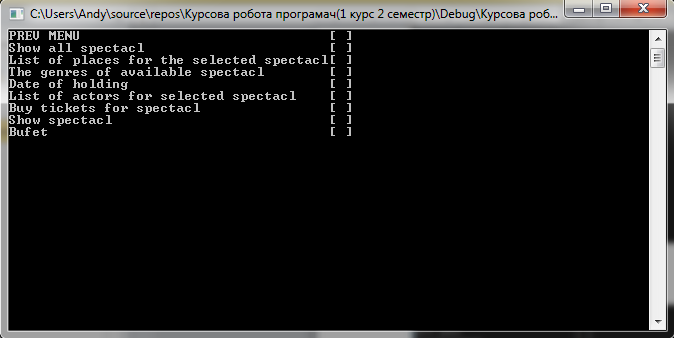 C:\Users\Andy\source\repos\Курсова робота програмач(1 курс 2 семестр)\Debug\Курсова роб...
PREV MENU [ ]
Show all spectacl [ ]
List of places for the selected spectacl[ ]
The genres of available spectacl [ ]
Date of holding [ ]
List of actors for selected spectacl [ ]
Buy tickets for spectacl [ ]
Show spectacl [ ]
Bufet [ ]